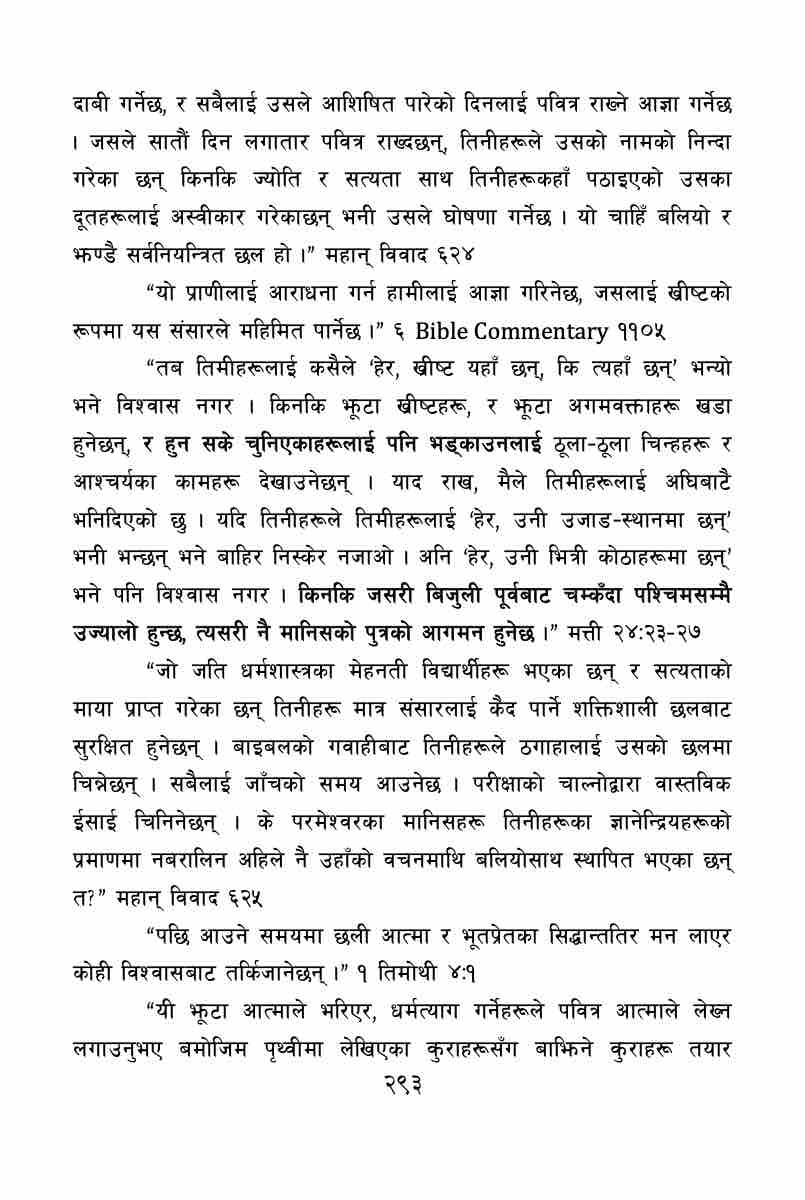 दाबी गर्नेछ, र सबैलाई उसले आशिषित पारेको दिनलाई पवित्र राख्ने आज्ञा गर्नेछ
। जसले सातौं दिन लगातार पवित्र राख्दछन्, तिनीहरूले उसको नामको निन्दा
गरेका छन् किनकि ज्योति र सत्यता साथ तिनीहरूकहाँ पठाइएको उसका
दूतहरूलाई अस्वीकार गरेकाछन् भनी उसले घोषणा गर्नेछ । यो चाहिँ बलियो र
झण्डै सर्वनियन्त्रित छल हो ।” महान् विवाद ६२४
“यो प्राणीलाई आराधना गर्न हामीलाई आज्ञा गरिनेछ, जसलाई ख्रीष्टको
रूपमा यस संसारले महिमित पार्नेछ ।” ६ Bible Commentary ११०५
“तब तिमीहरूलाई कसैले ‘हेर, ख्रीष्ट यहाँ छन्, कि त्यहाँ छन्’ भन्यो
भने विश्वास नगर । किनकि झूटा ख्रीष्टहरू, र झूटा अगमवक्ताहरू खडा
हुनेछन्, र हुन सके चुनिएकाहरूलाई पनि भड्काउनलाई ठूला-ठूला चिन्हहरू र
आश्चर्यका कामहरू देखाउनेछन् । याद राख, मैले तिमीहरूलाई अघिबाटै
भनिदिएको छु । यदि तिनीहरूले तिमीहरूलाई ‘हेर, उनी उजाड-स्थानमा छन्’
भनी भन्छन् भने बाहिर निस्केर नजाओ । अनि ‘हेर, उनी भित्री कोठाहरूमा छन्’
भने पनि विश्वास नगर । किनकि जसरी बिजुली पूर्वबाट चम्कँदा पश्चिमसम्मै
उज्यालो हुन्छ, त्यसरी नै मानिसको पुत्रको आगमन हुनेछ ।” मत्ती २४:२३-२७
“जो जति धर्मशास्त्रका मेहनती विद्यार्थीहरू भएका छन् र सत्यताको
माया प्राप्त गरेका छन् तिनीहरू मात्र संसारलाई कैद पार्ने शक्तिशाली छलबाट
सुरक्षित हुनेछन् । बाइबलको गवाहीबाट तिनीहरूले ठगाहालाई उसको छलमा
चिन्नेछन् । सबैलाई जाँचको समय आउनेछ । परीक्षाको चाल्नोद्वारा वास्तविक
ईसाई चिनिनेछन् । के परमेश्वरका मानिसहरू तिनीहरूका ज्ञानेन्द्रियहरूको
प्रमाणमा नबरालिन अहिले नै उहाँको वचनमाथि बलियोसाथ स्थापित भएका छन्
त?” महान् विवाद ६२५
“पछि आउने समयमा छली आत्मा र भूतप्रेतका सिद्धान्ततिर मन लाएर
कोही विश्वासबाट तर्किजानेछन् ।” १ तिमोथी ४:१
“यी झूटा आत्माले भरिएर, धर्मत्याग गर्नेहरूले पवित्र आत्माले लेख्न
लगाउनुभए बमोजिम पृथ्वीमा लेखिएका कुराहरूसँग बाझिने कुराहरू तयार
२९३